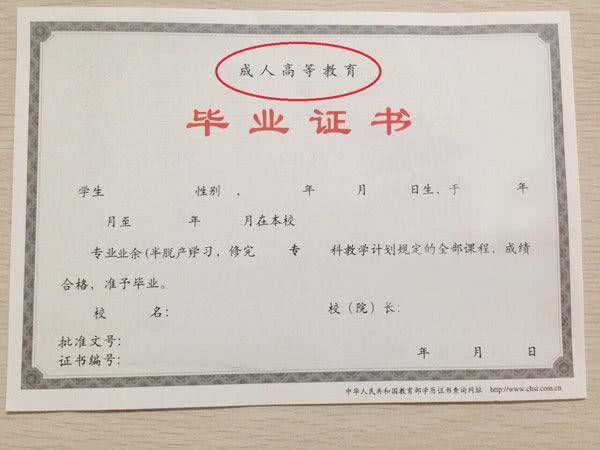 成人高等教育
毕业证书
学生 性别 , 年 月 日生、于 年
月至 年 月在本校
专业业余(半脱产)学习，修完 专 科教学计划规定的全部课程、成绩
合格，准予毕业。
校 名： 校（院）长：
批准文号：
证书编号： 年 月 日
中华人民共和国教育部学历证书查询网址 http://www.chsi.com.cn